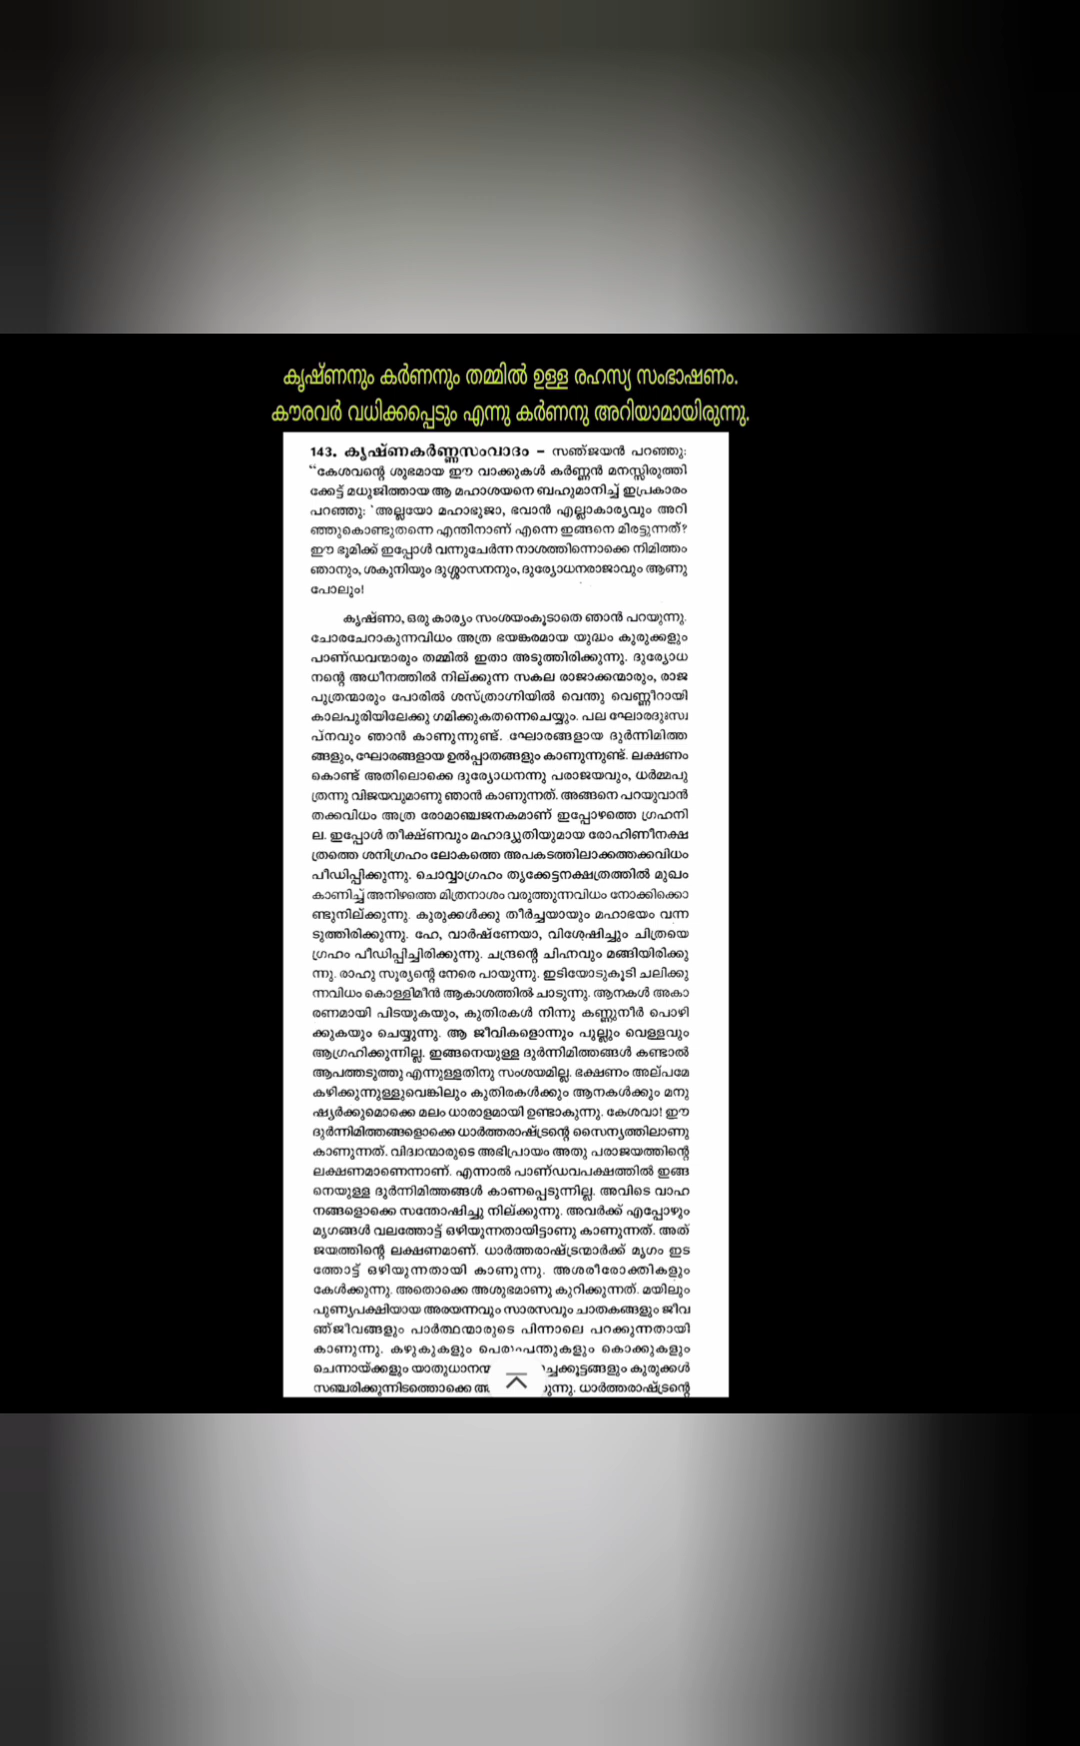 കൃഷ്ണനും കർണനും തമ്മിൽ ഉള്ള രഹസ്യ സംഭാഷണം.
കൗരവർ വധിക്കപ്പെടും എന്നു കർണനു അറിയാമായിരുന്നു.
143. കൃഷ്ണകർണ്ണസംവാദം – സഞ്ജയൻ പറഞ്ഞു:
"കേശവന്റെ ശുഭമായ ഈ വാക്കുകൾ കർണ്ണൻ മനസ്സിരുത്തി
ക്കേട്ട് മധുജിത്തായ ആ മഹാശയനെ ബഹുമാനിച്ച് ഇപ്രകാരം
പറഞ്ഞു: 'അല്ലയോ മഹാഭുജാ, ഭവാൻ എല്ലാകാര്യവും അറി
ഞ്ഞുകൊണ്ടുതന്നെ എന്തിനാണ് എന്നെ ഇങ്ങനെ മിരട്ടുന്നത്?
ഈ ഭൂമിക്ക് ഇപ്പോൾ വന്നുചേർന്ന നാശത്തിന്നൊക്കെ നിമിത്തം
ഞാനും, ശകുനിയും ദുശ്ശാസനനും, ദുര്യോധനരാജാവും ആണു
പോലും!
കൃഷ്ണാ, ഒരു കാര്യം സംശയംകൂടാതെ ഞാൻ പറയുന്നു.
ചോരചേറാകുന്നവിധം അത്ര ഭയങ്കരമായ യുദ്ധം കുരുക്കളും
പാണ്ഡവന്മാരും തമ്മിൽ ഇതാ അടുത്തിരിക്കുന്നു. ദുര്യോധ
നന്റെ അധീനത്തിൽ നില്ക്കുന്ന സകല രാജാക്കന്മാരും, രാജ
പുത്രന്മാരും പോരിൽ ശസ്ത്രാഗ്നിയിൽ വെന്തു വെണ്ണീറായി
കാലപുരിയിലേക്കു ഗമിക്കുകതന്നെചെയ്യും. പല ഘോരദുഃസ്വ
പ്നവും ഞാൻ കാണുന്നുണ്ട്. ഘോരങ്ങളായ ദുർന്നിമിത്ത
ങ്ങളും, ഘോരങ്ങളായ ഉൽപ്പാതങ്ങളും കാണുന്നുണ്ട്. ലക്ഷണം
കൊണ്ട് അതിലൊക്കെ ദുര്യോധനന്നു പരാജയവും, ധർമ്മപു
ത്രന്നു വിജയവുമാണു ഞാൻ കാണുന്നത്. അങ്ങനെ പറയുവാൻ
തക്കവിധം അത്ര രോമാഞ്ചജനകമാണ് ഇപ്പോഴത്തെ ഗ്രഹനി
ല. ഇപ്പോൾ തീക്ഷ്ണവും മഹാദ്യുതിയുമായ രോഹിണീനക്ഷ
ത്രത്തെ ശനിഗ്രഹം ലോകത്തെ അപകടത്തിലാക്കത്തക്കവിധം
പീഡിപ്പിക്കുന്നു. ചൊവ്വാഗ്രഹം തൃക്കേട്ടനക്ഷത്രത്തിൽ മുഖം
കാണിച്ച് അനിഴത്തെ മിത്രനാശം വരുത്തുന്നവിധം നോക്കിക്കൊ
ണ്ടുനില്ക്കുന്നു. കുരുക്കൾക്കു തീർച്ചയായും മഹാഭയം വന്ന
ടുത്തിരിക്കുന്നു. ഹേ, വാർഷ്ണേയാ, വിശേഷിച്ചും ചിത്രയെ
ഗ്രഹം പീഡിപ്പിച്ചിരിക്കുന്നു. ചന്ദ്രന്റെ ചിഹ്നവും മങ്ങിയിരിക്കു
ന്നു. രാഹു സൂര്യന്റെ നേരെ പായുന്നു. ഇടിയോടുകൂടി ചലിക്കു
ന്നവിധം കൊള്ളിമീൻ ആകാശത്തിൽ ചാടുന്നു. ആനകൾ അകാ
രണമായി പിടയുകയും, കുതിരകൾ നിന്നു കണ്ണുനീർ പൊഴി
ക്കുകയും ചെയ്യുന്നു. ആ ജീവികളൊന്നും പുല്ലും വെള്ളവും
ആഗ്രഹിക്കുന്നില്ല. ഇങ്ങനെയുള്ള ദുർന്നിമിത്തങ്ങൾ കണ്ടാൽ
ആപത്തടുത്തു എന്നുള്ളതിനു സംശയമില്ല. ഭക്ഷണം അല്പമേ
കഴിക്കുന്നുള്ളുവെങ്കിലും കുതിരകൾക്കും ആനകൾക്കും മനു
ഷ്യർക്കുമൊക്കെ മലം ധാരാളമായി ഉണ്ടാകുന്നു. കേശവാ! ഈ
ദുർന്നിമിത്തങ്ങളൊക്കെ ധാർത്തരാഷ്ട്രന്റെ സൈന്യത്തിലാണു
കാണുന്നത്. വിദ്വാന്മാരുടെ അഭിപ്രായം അതു പരാജയത്തിന്റെ
ലക്ഷണമാണെന്നാണ്. എന്നാൽ പാണ്ഡവപക്ഷത്തിൽ ഇങ്ങ
നെയുള്ള ദുർന്നിമിത്തങ്ങൾ കാണപ്പെടുന്നില്ല. അവിടെ വാഹ
നങ്ങളൊക്കെ സന്തോഷിച്ചു നില്ക്കുന്നു. അവർക്ക് എപ്പോഴും
മൃഗങ്ങൾ വലത്തോട്ട് ഒഴിയുന്നതായിട്ടാണു കാണുന്നത്. അത്
ജയത്തിന്റെ ലക്ഷണമാണ്. ധാർത്തരാഷ്ട്രന്മാർക്ക് മൃഗം ഇട
ത്തോട്ട് ഒഴിയുന്നതായി കാണുന്നു. അശരീരോക്തികളും
കേൾക്കുന്നു. അതൊക്കെ അശുഭമാണു കുറിക്കുന്നത്. മയിലും
പുണ്യപക്ഷിയായ അരയന്നവും സാരസവും ചാതകങ്ങളും ജീവ
ഞ്ജീവങ്ങളും പാർത്ഥന്മാരുടെ പിന്നാലെ പറക്കുന്നതായി
കാണുന്നു. കഴുകുകളും കൊക്കുകളും
ചെന്നായ്ക്കളും കുരുക്കൾ
സഞ്ചരിക്കുന്നിടത്തൊക്കെ ധാർത്തരാഷ്ട്രന്റെ